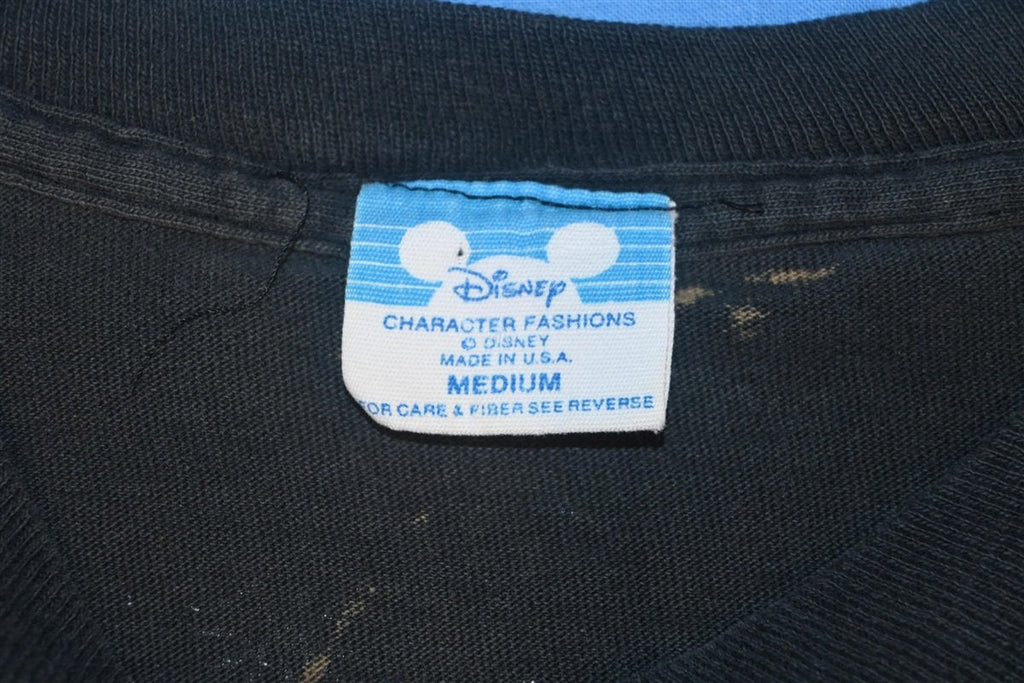 Disney
CHARACTER FASHIONS
© DISNEY
MADE IN U.S.A.
MEDIUM
FOR CARE & FIBER SEE REVERSE